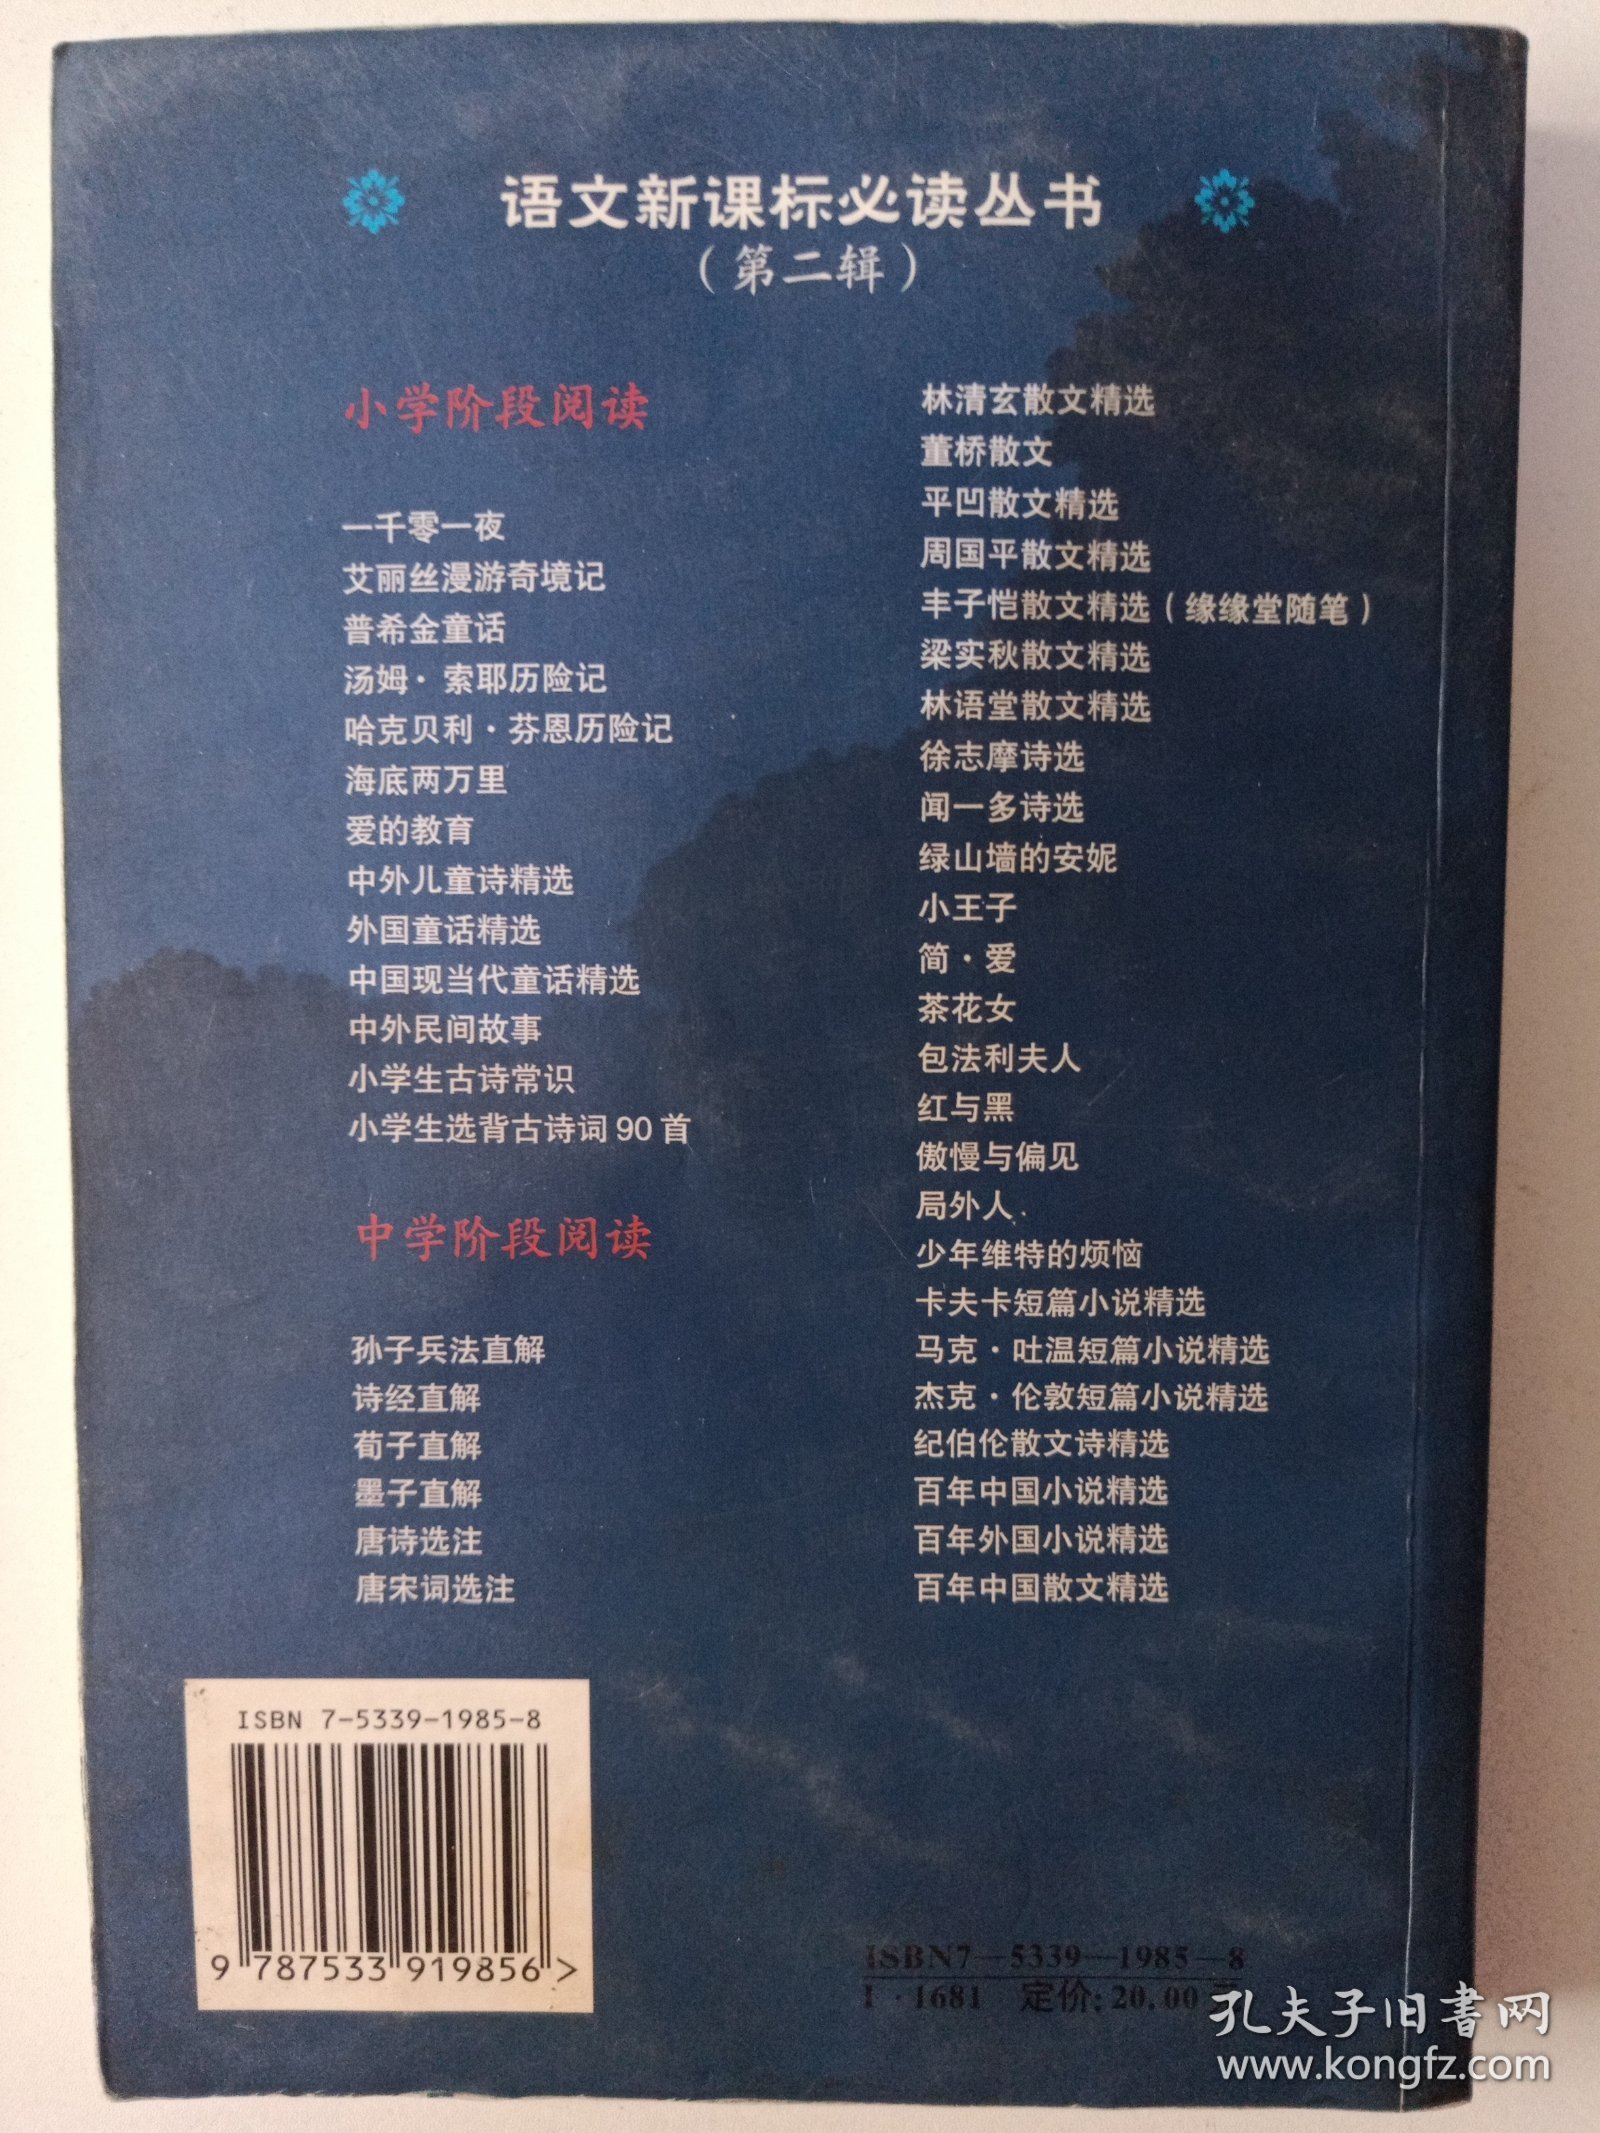 语文新课标必读丛书
（第二辑）
小学阶段阅读
一千零一夜
艾丽丝漫游奇境记
普希金童话
汤姆·索耶历险记
哈克贝利·芬恩历险记
海底两万里
爱的教育
中外儿童诗精选
外国童话精选
中国现当代童话精选
中外民间故事
小学生古诗常识
小学生选背古诗词90首
中学阶段阅读
孙子兵法直解
诗经直解
荀子直解
墨子直解
唐诗选注
唐宋词选注
林清玄散文精选
董桥散文
平凹散文精选
周国平散文精选
丰子恺散文精选（缘缘堂随笔）
梁实秋散文精选
林语堂散文精选
徐志摩诗选
闻一多诗选
绿山墙的安妮
小王子
简·爱
茶花女
包法利夫人
红与黑
傲慢与偏见
局外人
少年维特的烦恼
卡夫卡短篇小说精选
马克·吐温短篇小说精选
杰克·伦敦短篇小说精选
纪伯伦散文诗精选
百年中国小说精选
百年外国小说精选
百年中国散文精选
ISBN 7-5339-1985-8
9 787533 919856 >
ISBN7—5339—1985—8
I·1681 定价：20.00元
孔夫子旧书网
www.kongfz.com